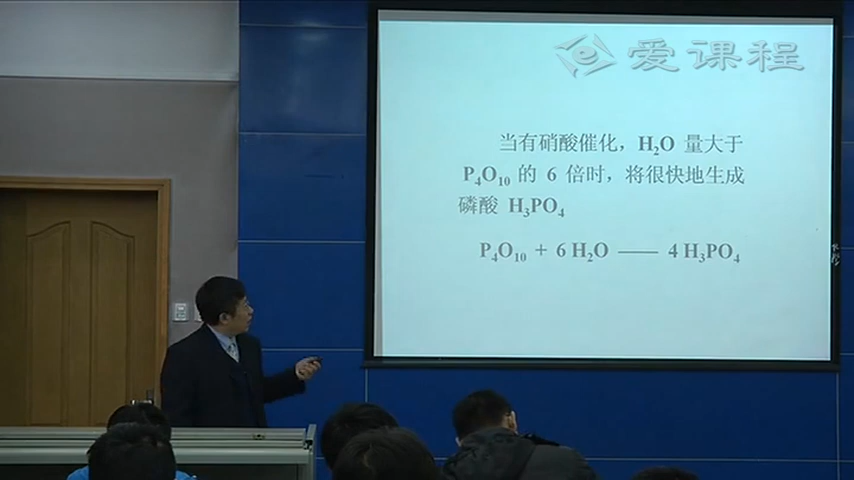 爱课程
当有硝酸催化，H₂O 量大于
P₄O₁₀ 的 6 倍时，将很快地生成
磷酸 H₃PO₄
P₄O₁₀ + 6 H₂O —— 4 H₃PO₄